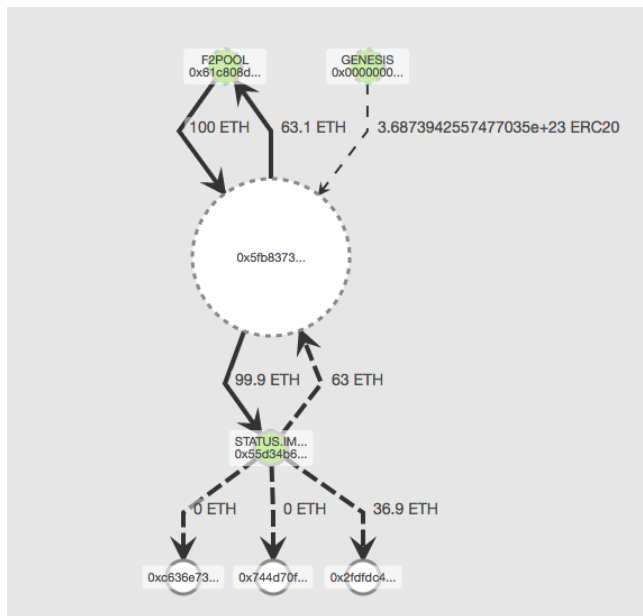 F2POOL
0x61c808d...
GENESIS
0x0000000...
100 ETH
63.1 ETH
3.6873942557477035e+23 ERC20
0x5fb8373...
99.9 ETH
63 ETH
STATUS.IM...
0x55d34b6...
0 ETH
0 ETH
36.9 ETH
0xc636e73...
0x744d70f...
0x2fdfdc4...